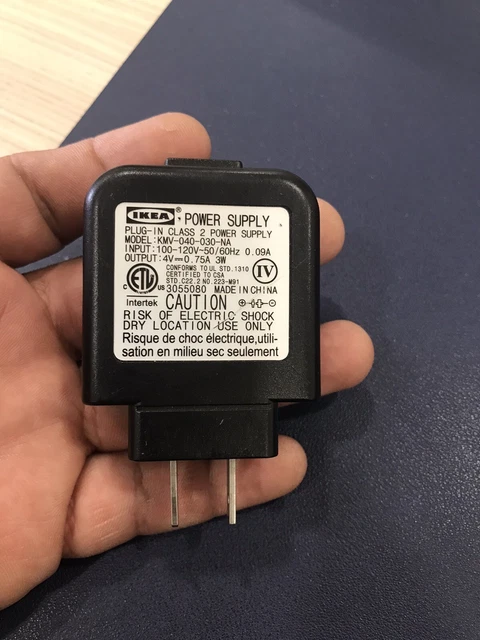 IKEA® POWER SUPPLY
PLUG-IN CLASS 2 POWER SUPPLY
MODEL: KMV-040-030-NA
INPUT: 100-120V~50/60Hz 0.09A
OUTPUT: 4V⎓0.75A 3W
CONFORMS TO UL STD. 1310
CERTIFIED TO CSA
STD. C22.2 NO. 223-M91
IV
C ETL US 3055080 MADE IN CHINA
Intertek CAUTION
RISK OF ELECTRIC SHOCK
DRY LOCATION USE ONLY
Risque de choc électrique,utili-
sation en milieu sec seulement